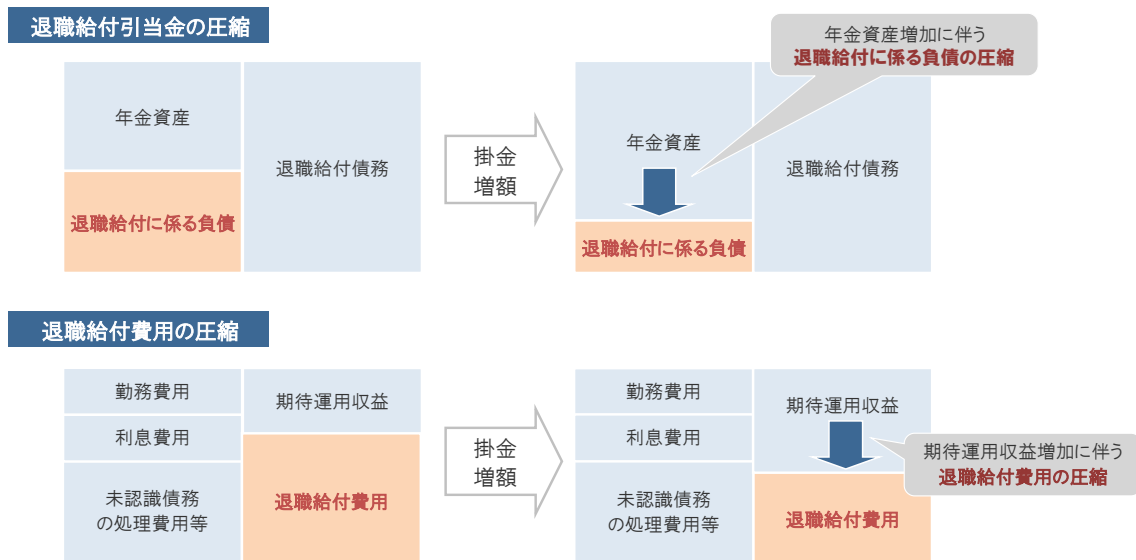 退職給付引当金の圧縮
年金資産増加に伴う
退職給付に係る負債の圧縮
年金資産
退職給付に係る負債
退職給付債務
掛金
増額
年金資産
退職給付に係る負債
退職給付債務
退職給付費用の圧縮
勤務費用
利息費用
未認識債務
の処理費用等
期待運用収益
退職給付費用
掛金
増額
勤務費用
利息費用
未認識債務
の処理費用等
期待運用収益
退職給付費用
期待運用収益増加に伴う
退職給付費用の圧縮